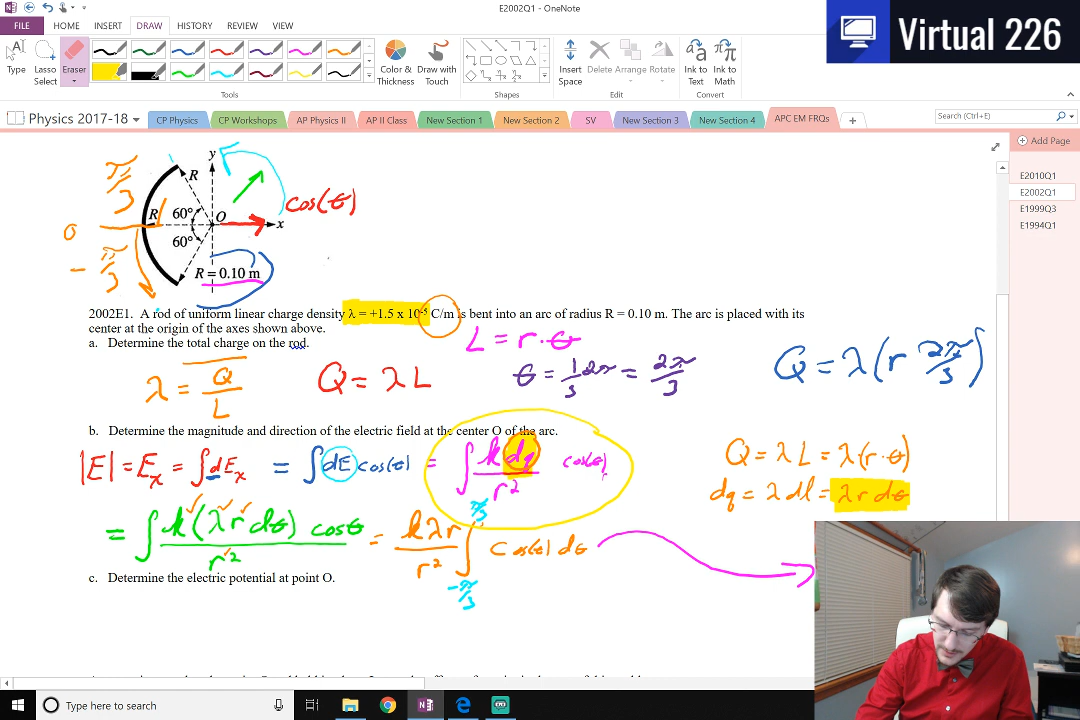 E2002Q1 - OneNote
FILE HOME INSERT DRAW HISTORY REVIEW VIEW
Virtual 226
Type
Lasso Select
Eraser
Color & Thickness
Draw with Touch
Insert Space
Delete
Arrange
Rotate
Ink to Text
Ink to Math
Tools Shapes Edit Convert
Physics 2017-18 CP Physics CP Workshops AP Physics II AP II Class New Section 1 New Section 2 SV New Section 3 New Section 4 APC EM FRQs
Search (Ctrl+E)
Add Page
E2010Q1
E2002Q1
E1999Q3
E1994Q1
π/3
y
R
cos(θ)
R 60° O
x
0
60°
- π/3
R = 0.10 m
2002E1. A rod of uniform linear charge density λ = +1.5 x 10⁻⁵ C/m is bent into an arc of radius R = 0.10 m. The arc is placed with its
center at the origin of the axes shown above.
a. Determine the total charge on the rod.
L = r·θ
λ = Q/L
Q = λL
θ = 1/3 2π = 2π/3
Q = λ(r 2π/3)
b. Determine the magnitude and direction of the electric field at the center O of the arc.
|E| = Eₓ = ∫dEₓ = ∫dE cos(θ) = ∫ k dq/r² cos(θ)
Q = λL = λ(r·θ)
dq = λ dl = λ r dθ
= ∫ k(λ r dθ) cosθ / r² = kλr/r² ∫ cos(θ) dθ
π/3
-π/3
c. Determine the electric potential at point O.
Type here to search